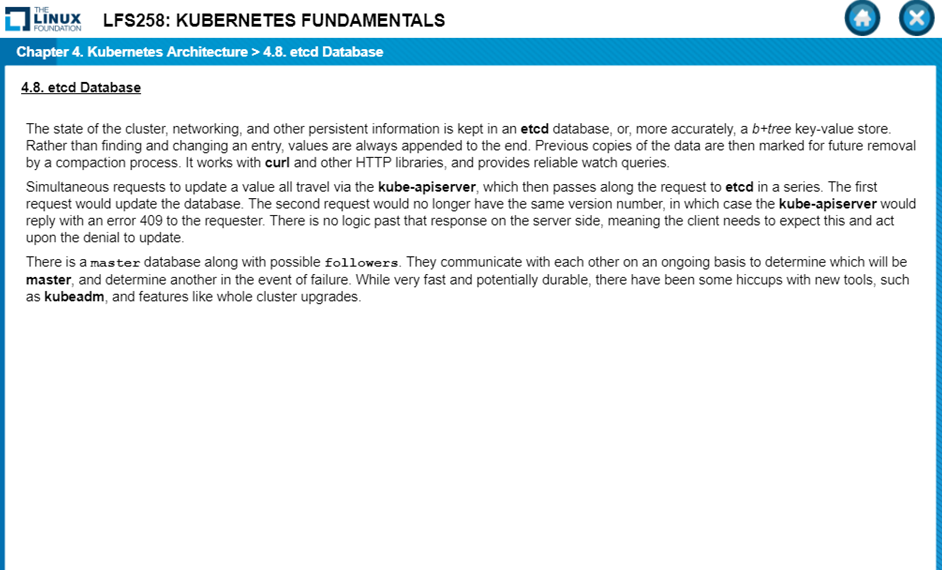 THE
LINUX
FOUNDATION
LFS258: KUBERNETES FUNDAMENTALS
Chapter 4. Kubernetes Architecture > 4.8. etcd Database
4.8. etcd Database
The state of the cluster, networking, and other persistent information is kept in an etcd database, or, more accurately, a b+tree key-value store.
Rather than finding and changing an entry, values are always appended to the end. Previous copies of the data are then marked for future removal
by a compaction process. It works with curl and other HTTP libraries, and provides reliable watch queries.
Simultaneous requests to update a value all travel via the kube-apiserver, which then passes along the request to etcd in a series. The first
request would update the database. The second request would no longer have the same version number, in which case the kube-apiserver would
reply with an error 409 to the requester. There is no logic past that response on the server side, meaning the client needs to expect this and act
upon the denial to update.
There is a master database along with possible followers. They communicate with each other on an ongoing basis to determine which will be
master, and determine another in the event of failure. While very fast and potentially durable, there have been some hiccups with new tools, such
as kubeadm, and features like whole cluster upgrades.